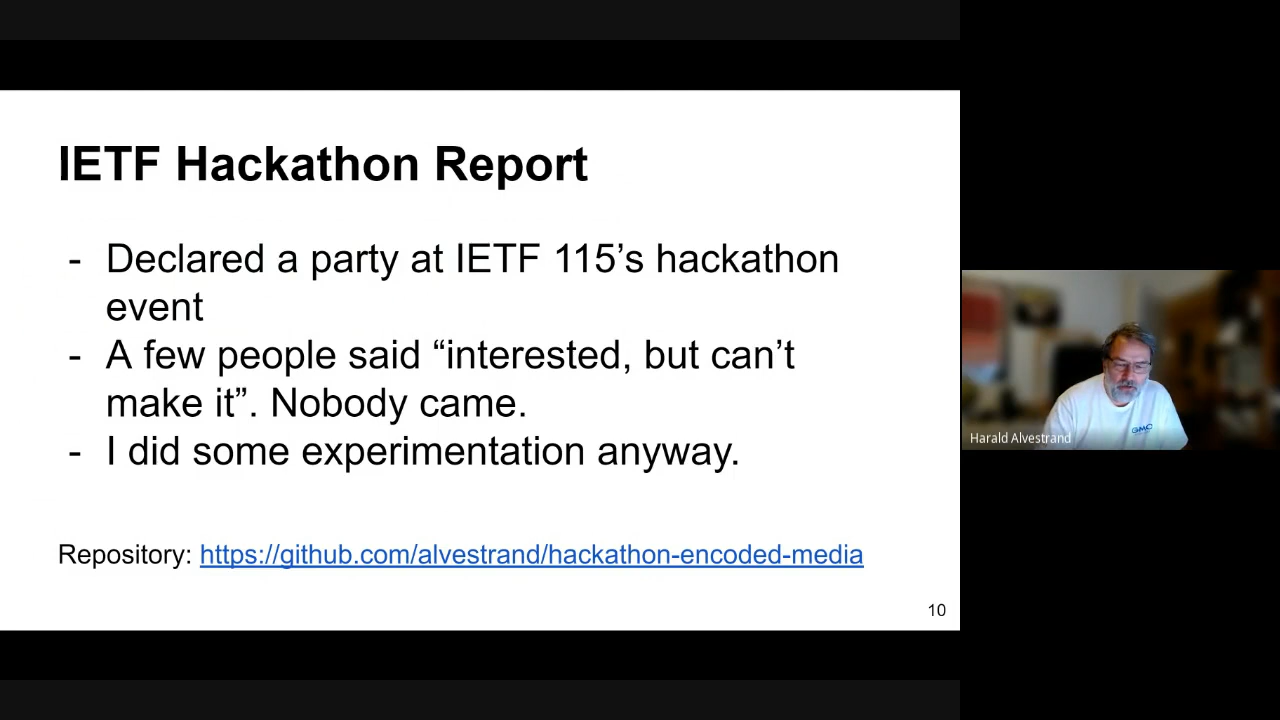 IETF Hackathon Report
- Declared a party at IETF 115’s hackathon
event
- A few people said “interested, but can’t
make it”. Nobody came.
- I did some experimentation anyway.
Repository: https://github.com/alvestrand/hackathon-encoded-media
10
GMC
Harald Alvestrand